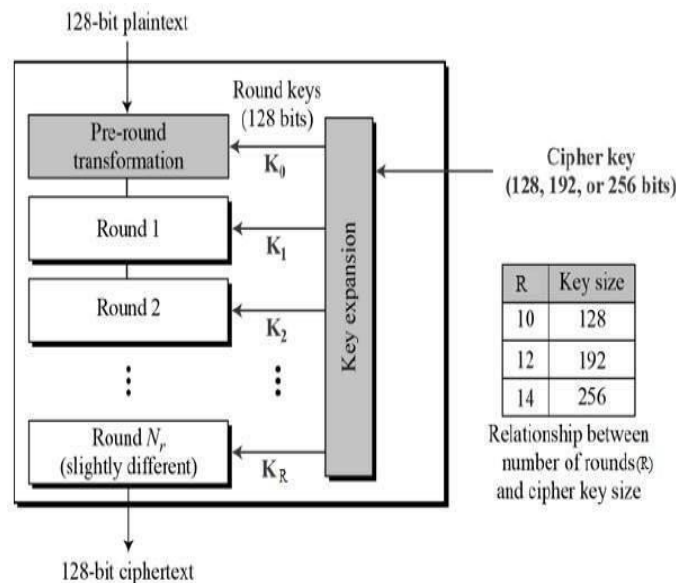 128-bit plaintext
Round keys
(128 bits)
Pre-round
transformation
K0
Cipher key
(128, 192, or 256 bits)
Round 1
K1
Round 2
K2
Key expansion
R Key size
10 128
12 192
14 256
Relationship between
number of rounds(R)
and cipher key size
Round Nr
(slightly different)
KR
128-bit ciphertext